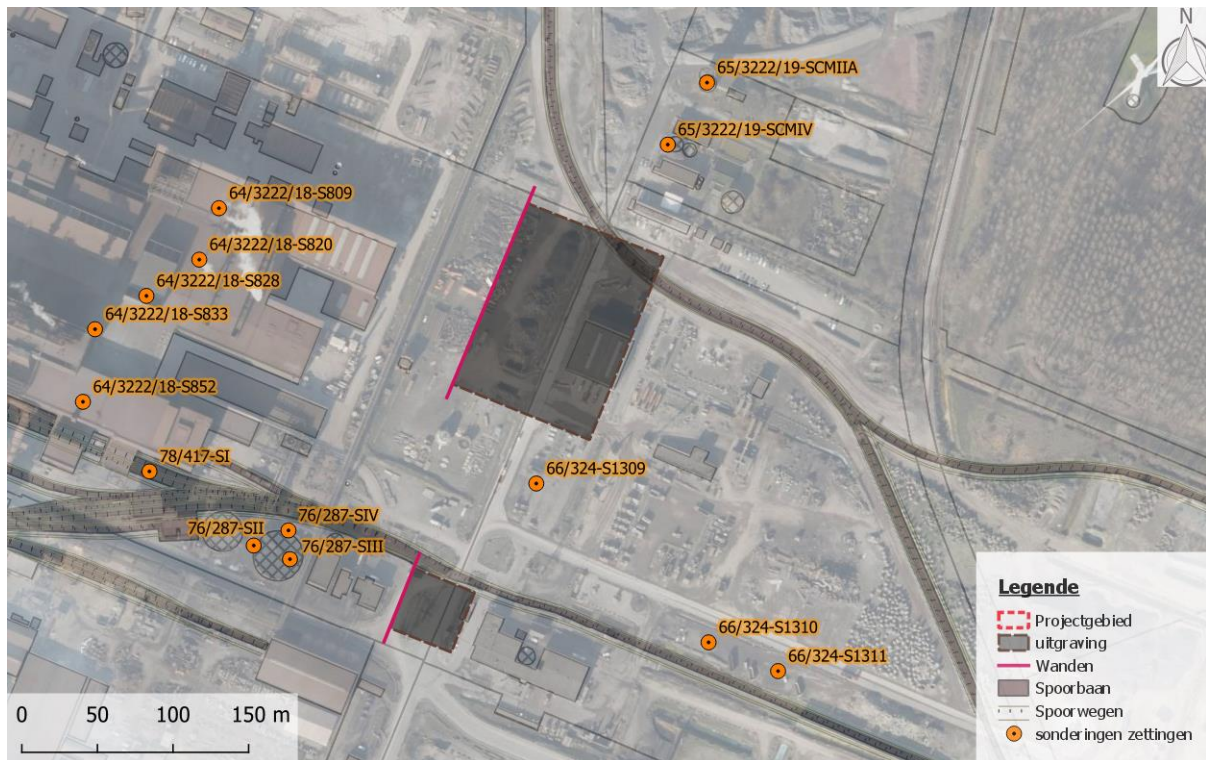 N
65/3222/19-SCMIIA
65/3222/19-SCMIV
64/3222/18-S809
64/3222/18-S820
64/3222/18-S828
64/3222/18-S833
64/3222/18-S852
78/417-SI
66/324-S1309
76/287-SIV
76/287-SII
76/287-SIII
66/324-S1310
66/324-S1311
Legende
Projectgebied
uitgraving
Wanden
Spoorbaan
Spoorwegen
sonderingen zettingen
0 50 100 150 m